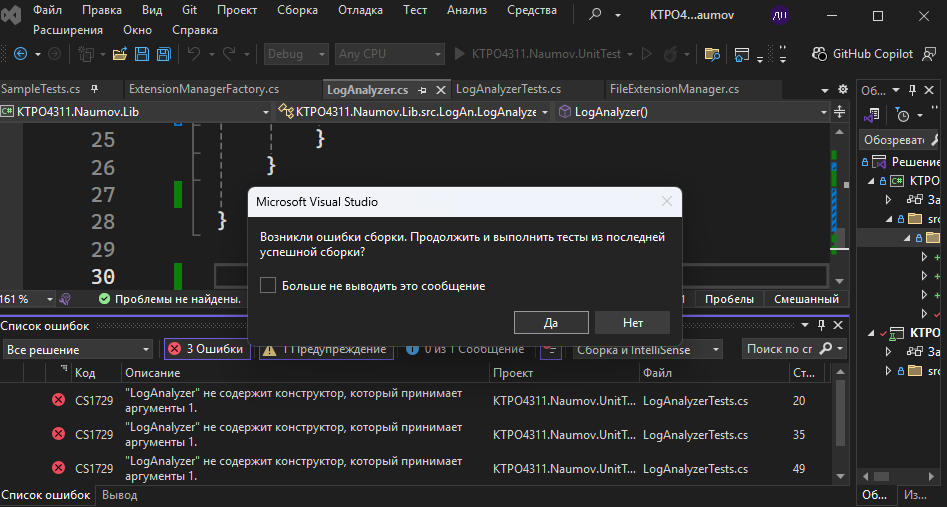 Файл Правка Вид Git Проект Сборка Отладка Тест Анализ Средства KTPO4...aumov ДН
Расширения Окно Справка
Debug Any CPU KTPO4311.Naumov.UnitTest GitHub Copilot
SampleTests.cs ExtensionManagerFactory.cs LogAnalyzer.cs LogAnalyzerTests.cs FileExtensionManager.cs
KTPO4311.Naumov.Lib KTPO4311.Naumov.Lib.src.LogAn.LogAnalyze LogAnalyzer()
25 }
26 }
27
28 }
29
30
Об...
Обозревате
Решение
KTPO
За
src
KTPO
За
src
Microsoft Visual Studio
Возникли ошибки сборки. Продолжить и выполнить тесты из последней
успешной сборки?
Больше не выводить это сообщение
Да Нет
161 % Проблемы не найдены. 1 Пробелы Смешанный
Список ошибок
Все решение 3 Ошибки 1 Предупреждение 0 из 1 Сообщение Сборка и IntelliSense Поиск по сг
Код Описание Проект Файл Ст...
CS1729 "LogAnalyzer" не содержит конструктор, который принимает
аргументы 1. KTPO4311.Naumov.UnitT... LogAnalyzerTests.cs 20
CS1729 "LogAnalyzer" не содержит конструктор, который принимает
аргументы 1. KTPO4311.Naumov.UnitT... LogAnalyzerTests.cs 35
CS1729 "LogAnalyzer" не содержит конструктор, который принимает
аргументы 1. KTPO4311.Naumov.UnitT... LogAnalyzerTests.cs 49
Список ошибок Вывод Об... Из...